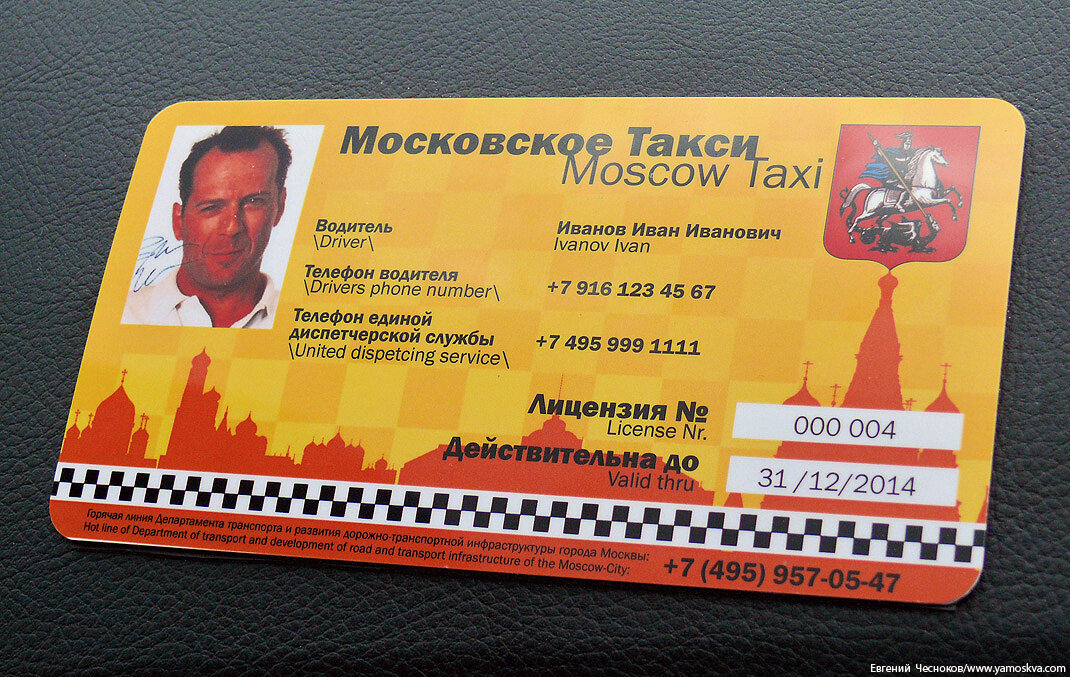 Московское Такси
Moscow Taxi
Водитель
\Driver\
Иванов Иван Иванович
Ivanov Ivan
Телефон водителя
\Drivers phone number\
+7 916 123 45 67
Телефон единой
диспетчерской службы
\United dispetcing service\
+7 495 999 1111
Лицензия №
License Nr.
000 004
Действительна до
Valid thru
31/12/2014
Горячая линия Департамента транспорта и развития дорожно-транспортной инфраструктуры города Москвы:
Hot line of Department of transport and development of road and transport infrastructure of the Moscow-City:
+7 (495) 957-05-47
Евгений Чесноков/www.yamoskva.com